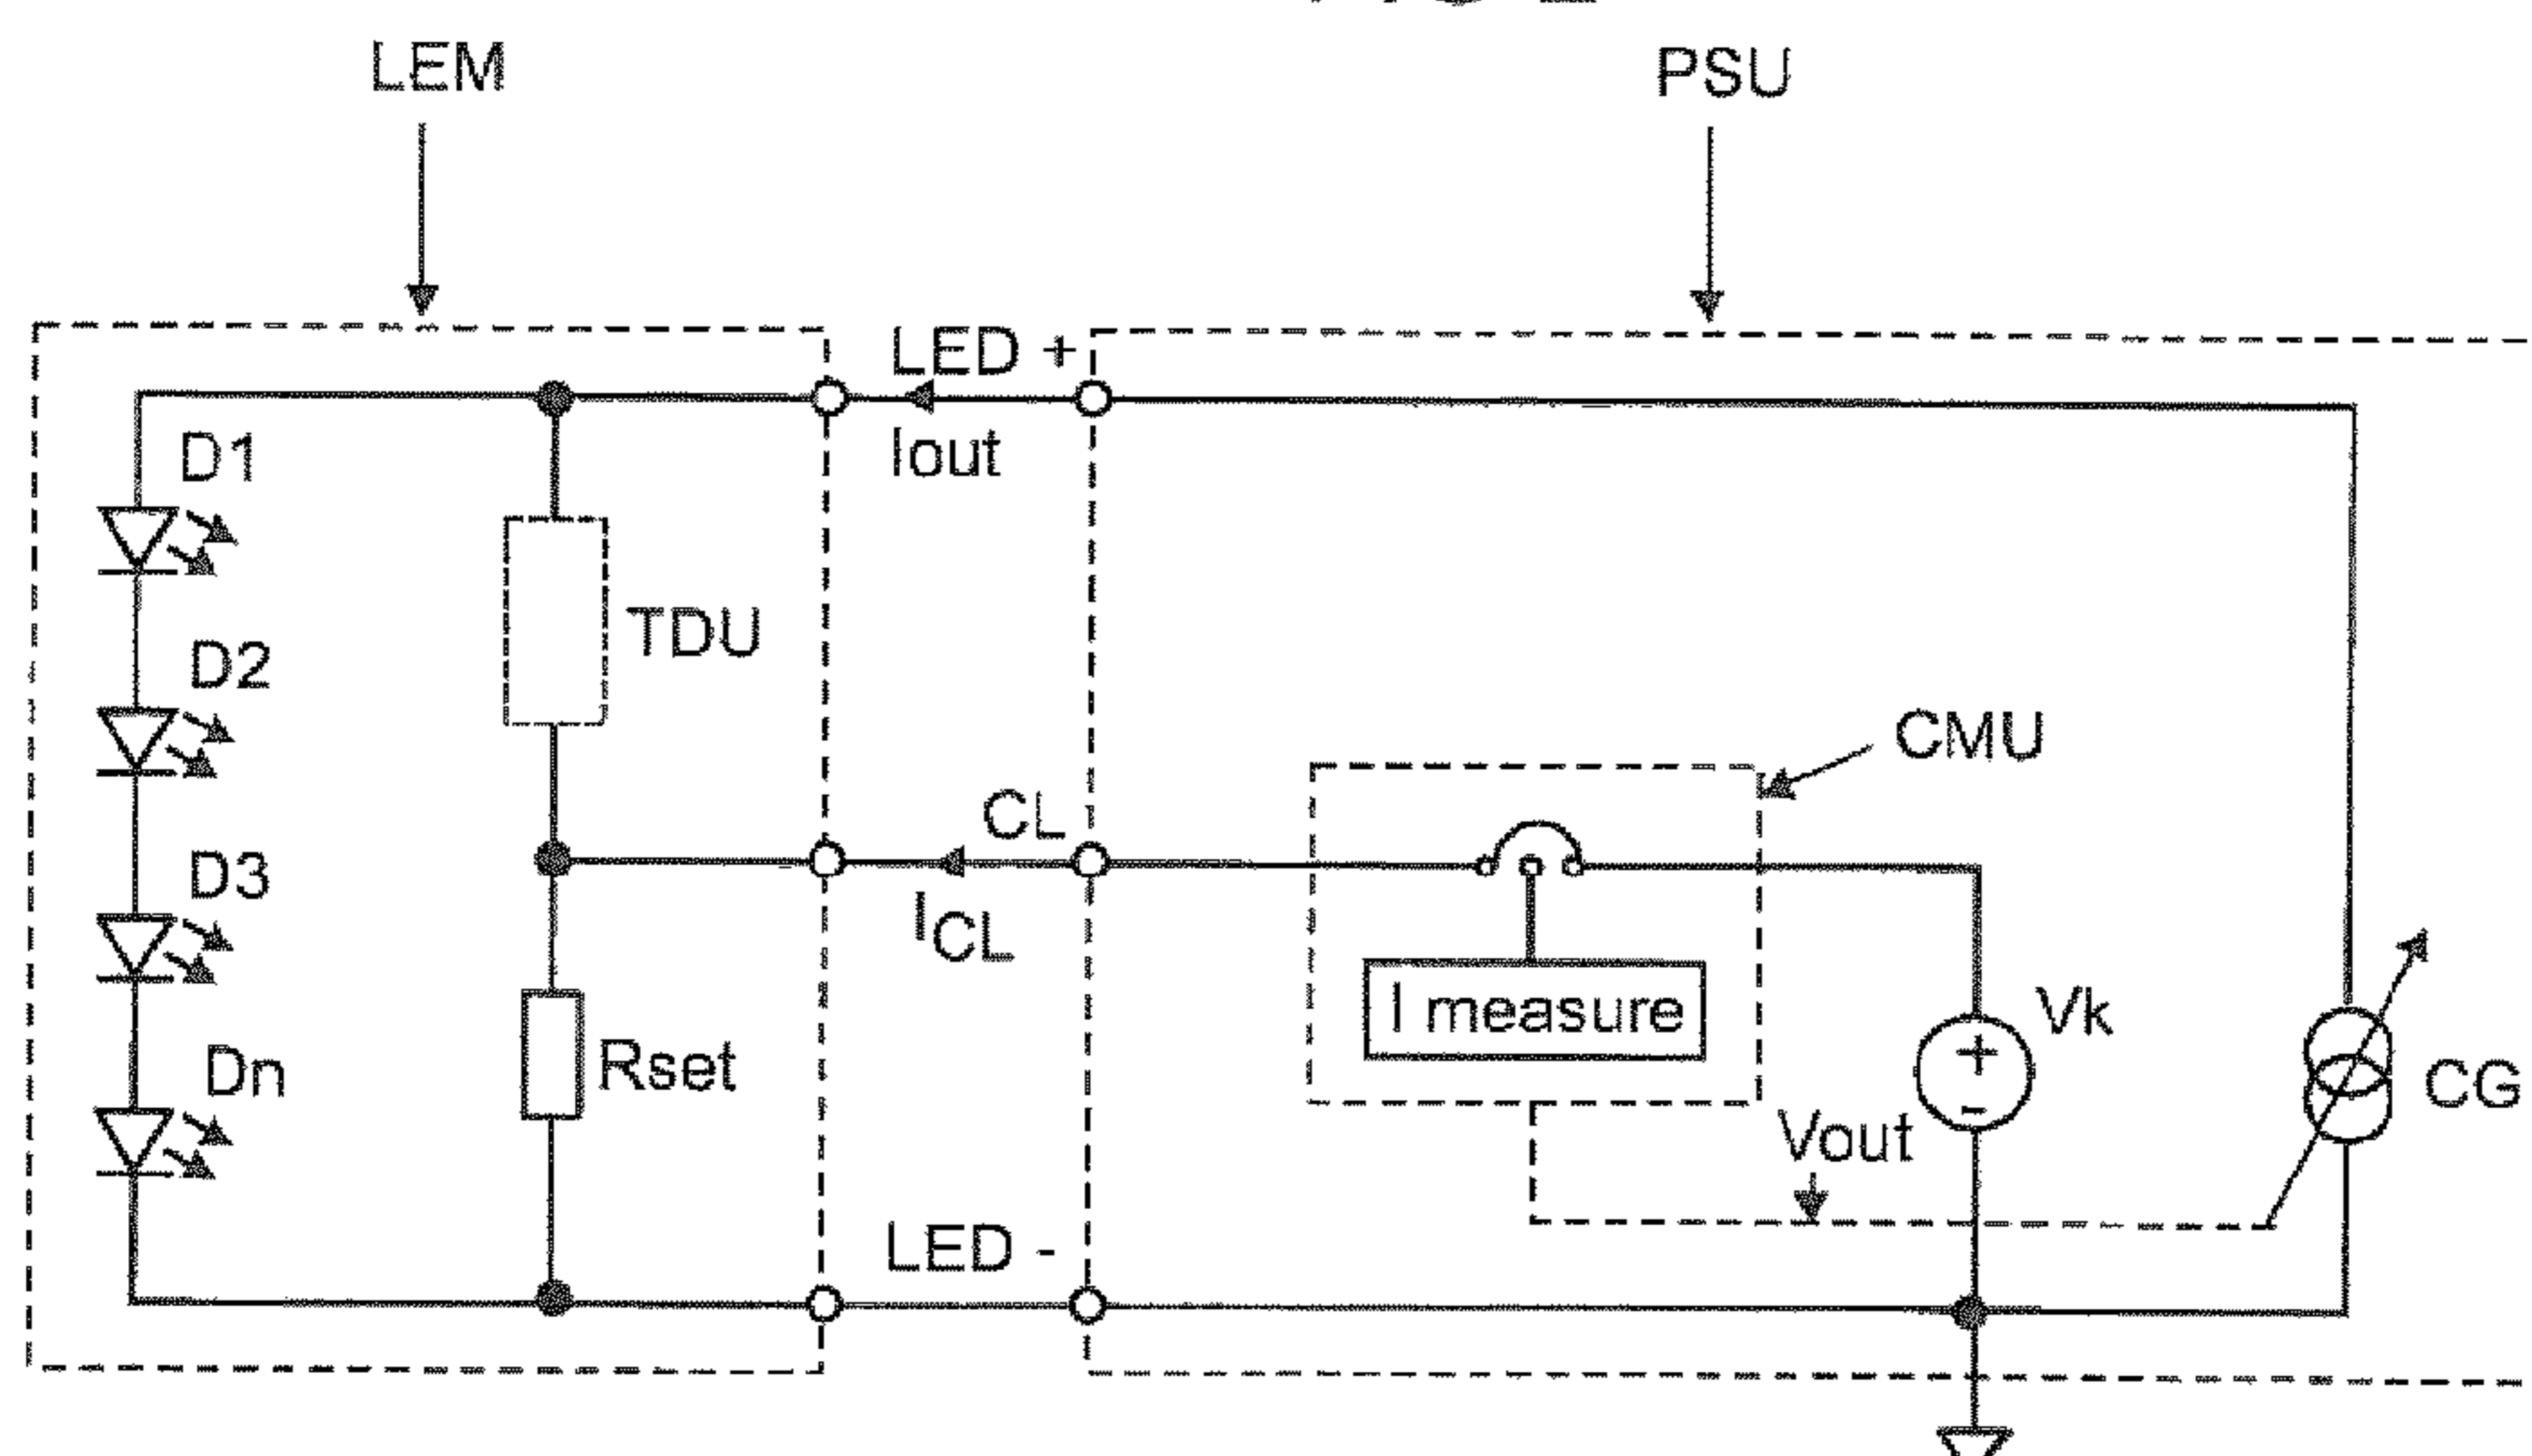 LEM
PSU
LED +
Iout
D1
TDU
D2
CMU
CL
D3
ICL
I measure
Vk
Rset
Dn
CG
Vout
+
-
LED -